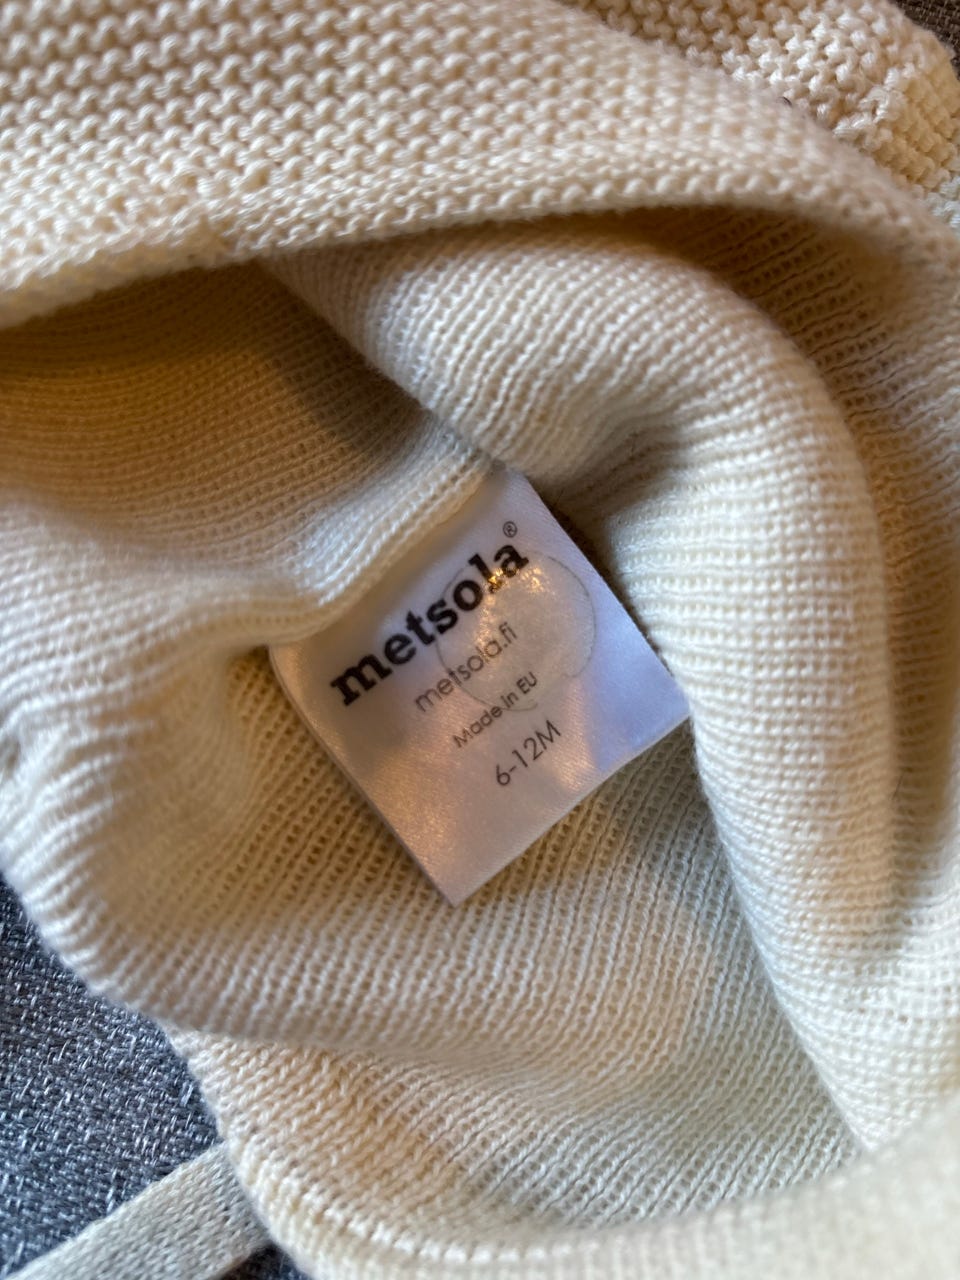 metsola®
metsola.fi
Made in EU
6-12M